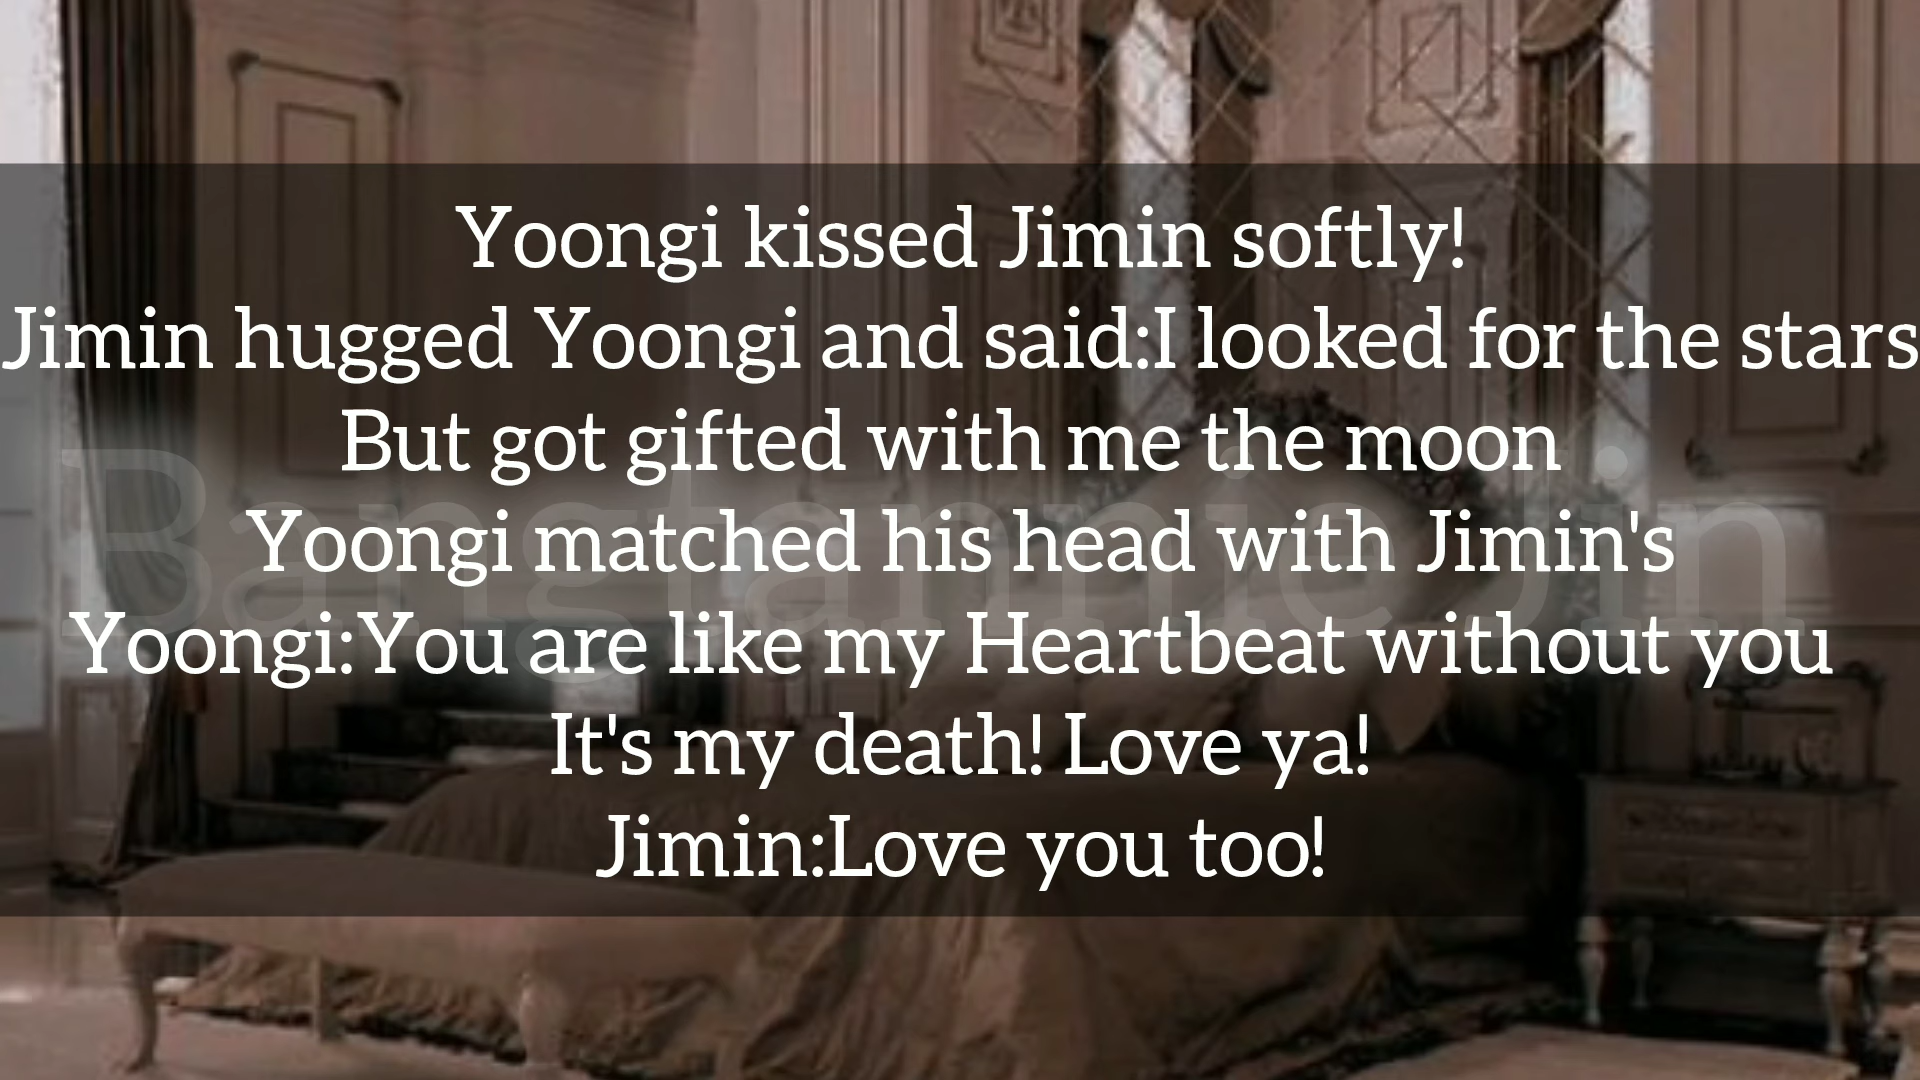 Yoongi kissed Jimin softly!
Jimin hugged Yoongi and said:I looked for the stars
But got gifted with me the moon
Yoongi matched his head with Jimin's
Yoongi:You are like my Heartbeat without you
It's my death! Love ya!
Jimin:Love you too!
BangtannieJin